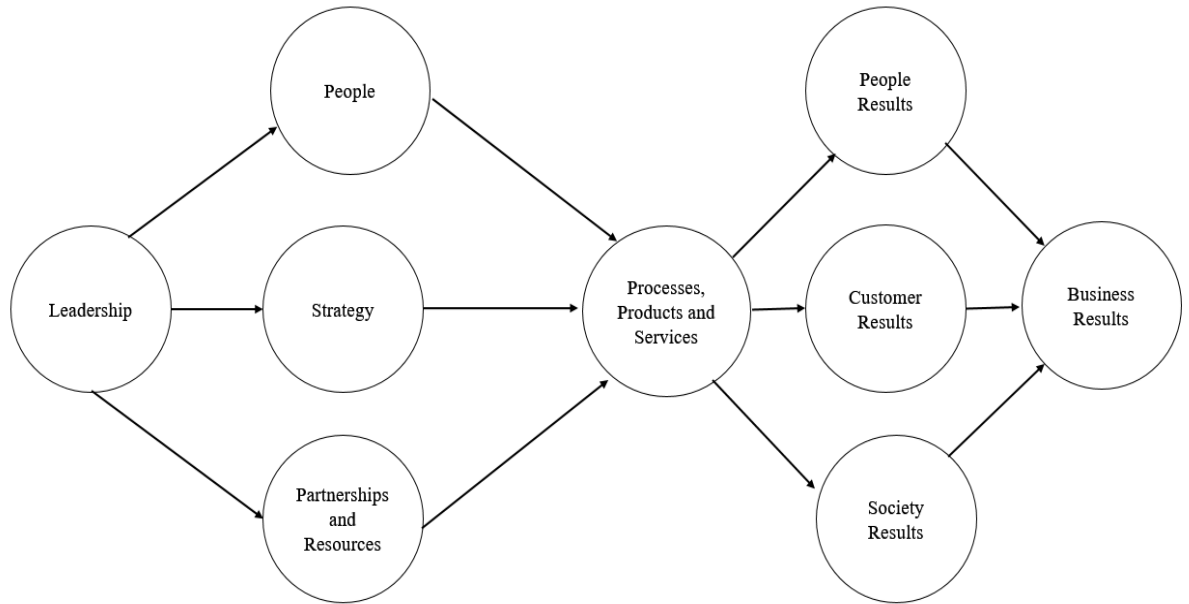 People
People
Results
Leadership
Strategy
Processes,
Products and
Services
Customer
Results
Business
Results
Partnerships
and
Resources
Society
Results